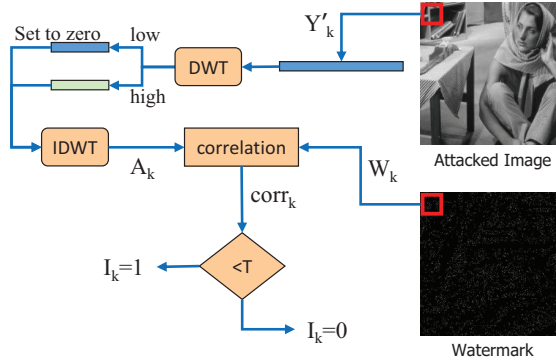 Set to zero
low
Y′ₖ
DWT
high
IDWT
Aₖ
correlation
Wₖ
Attacked Image
corrₖ
Iₖ=1
<T
Iₖ=0
Watermark